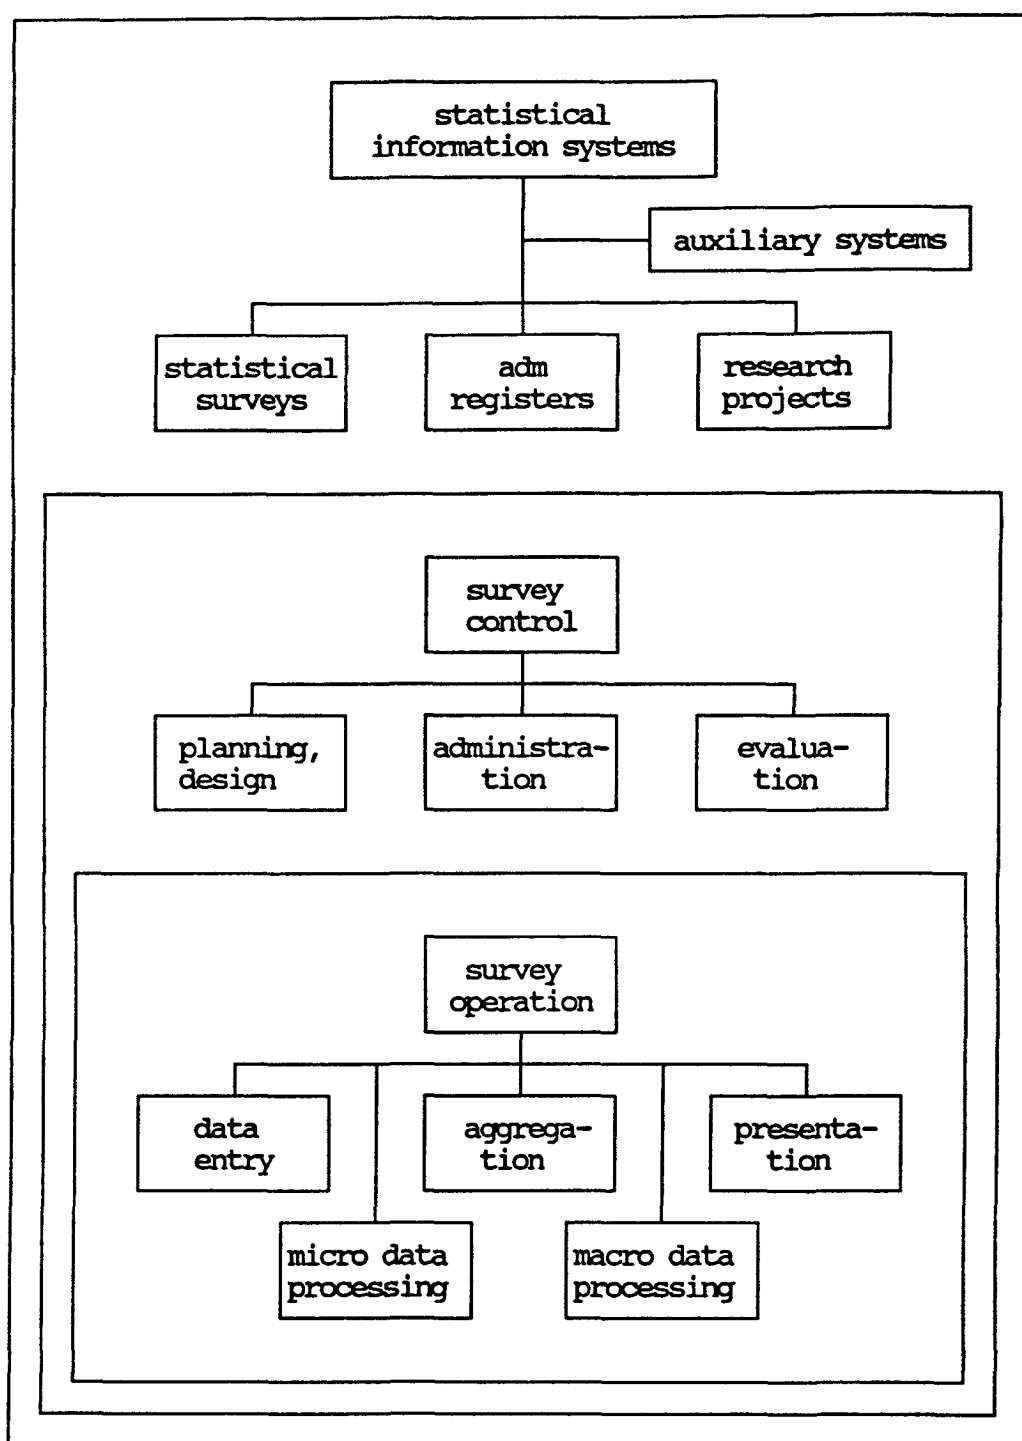 statistical
information systems
auxiliary systems
statistical
surveys
adm
registers
research
projects
survey
control
planning,
design
administra-
tion
evalua-
tion
survey
operation
data
entry
aggrega-
tion
presenta-
tion
micro data
processing
macro data
processing